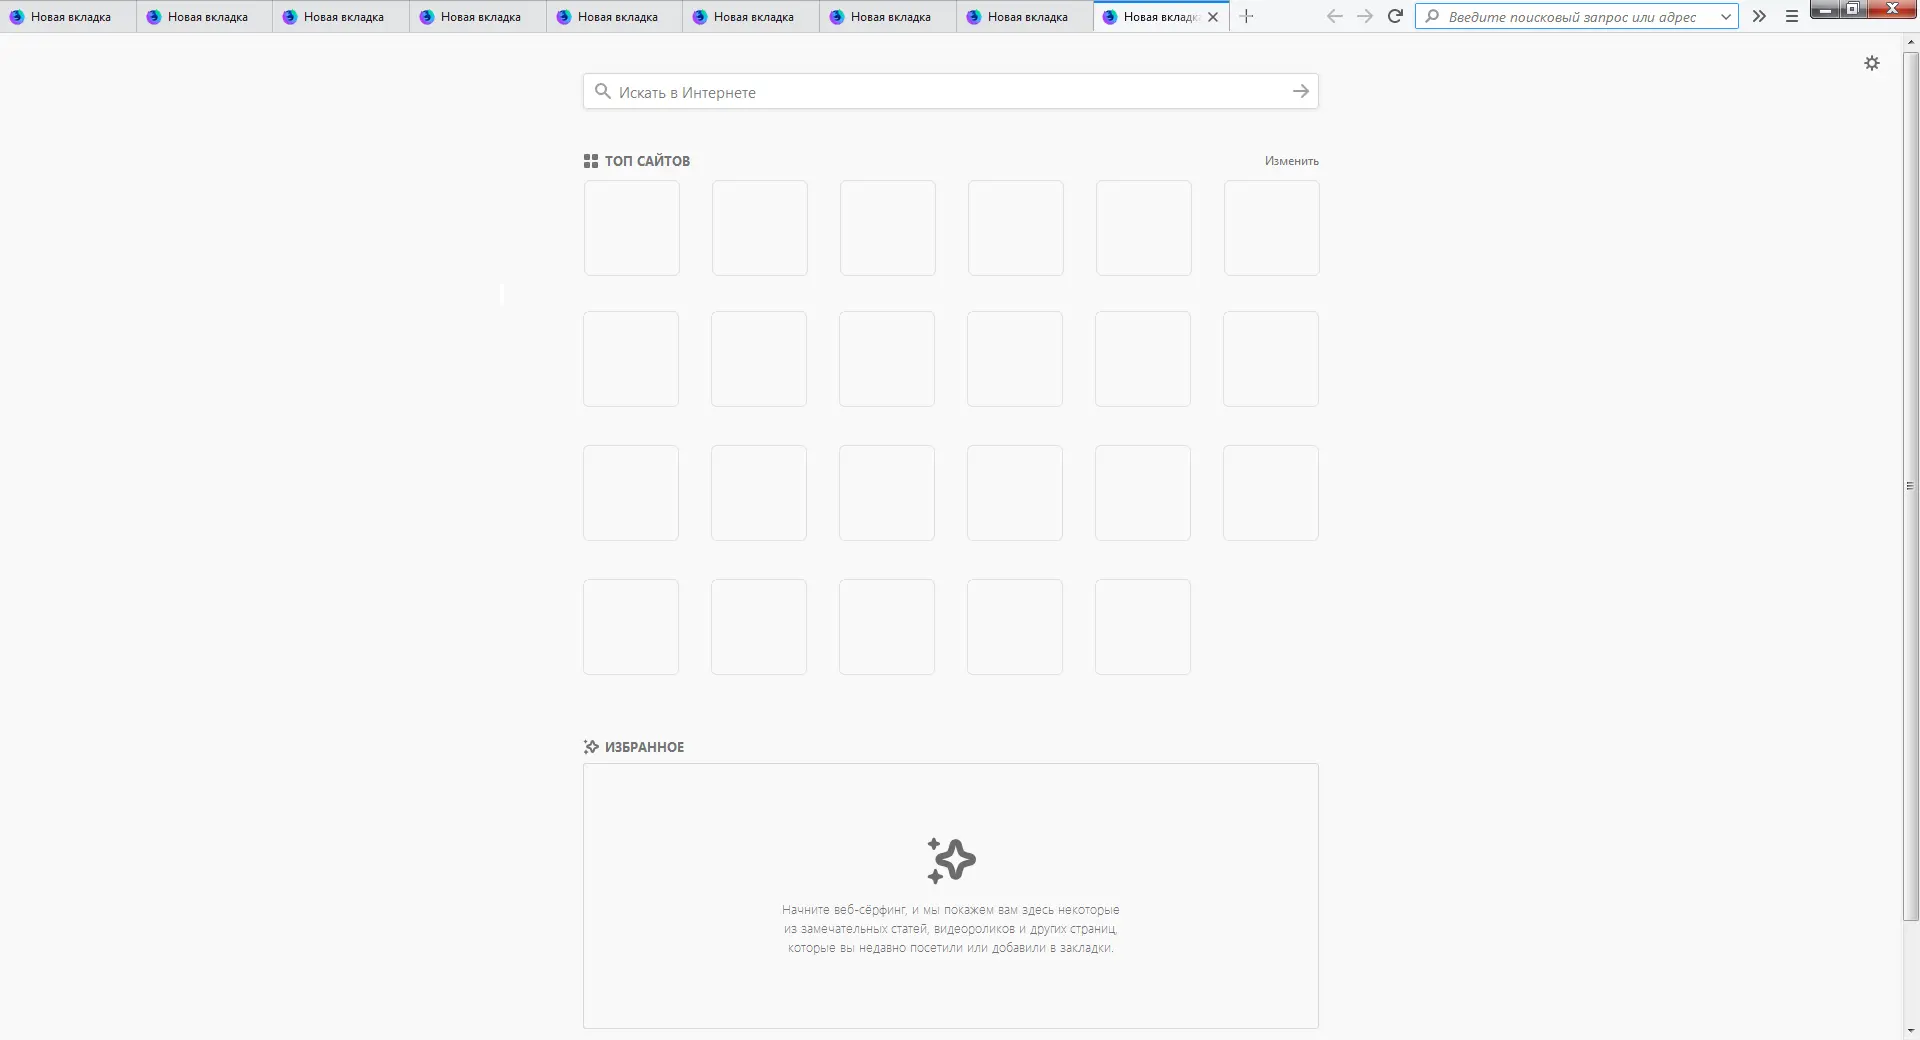 Новая вкладка
Новая вкладка
Новая вкладка
Новая вкладка
Новая вкладка
Новая вкладка
Новая вкладка
Новая вкладка
Новая вкладка
Введите поисковый запрос или адрес
Искать в Интернете
ТОП САЙТОВ
Изменить
ИЗБРАННОЕ
Начните веб-сёрфинг, и мы покажем вам здесь некоторые
из замечательных статей, видеороликов и других страниц,
которые вы недавно посетили или добавили в закладки.